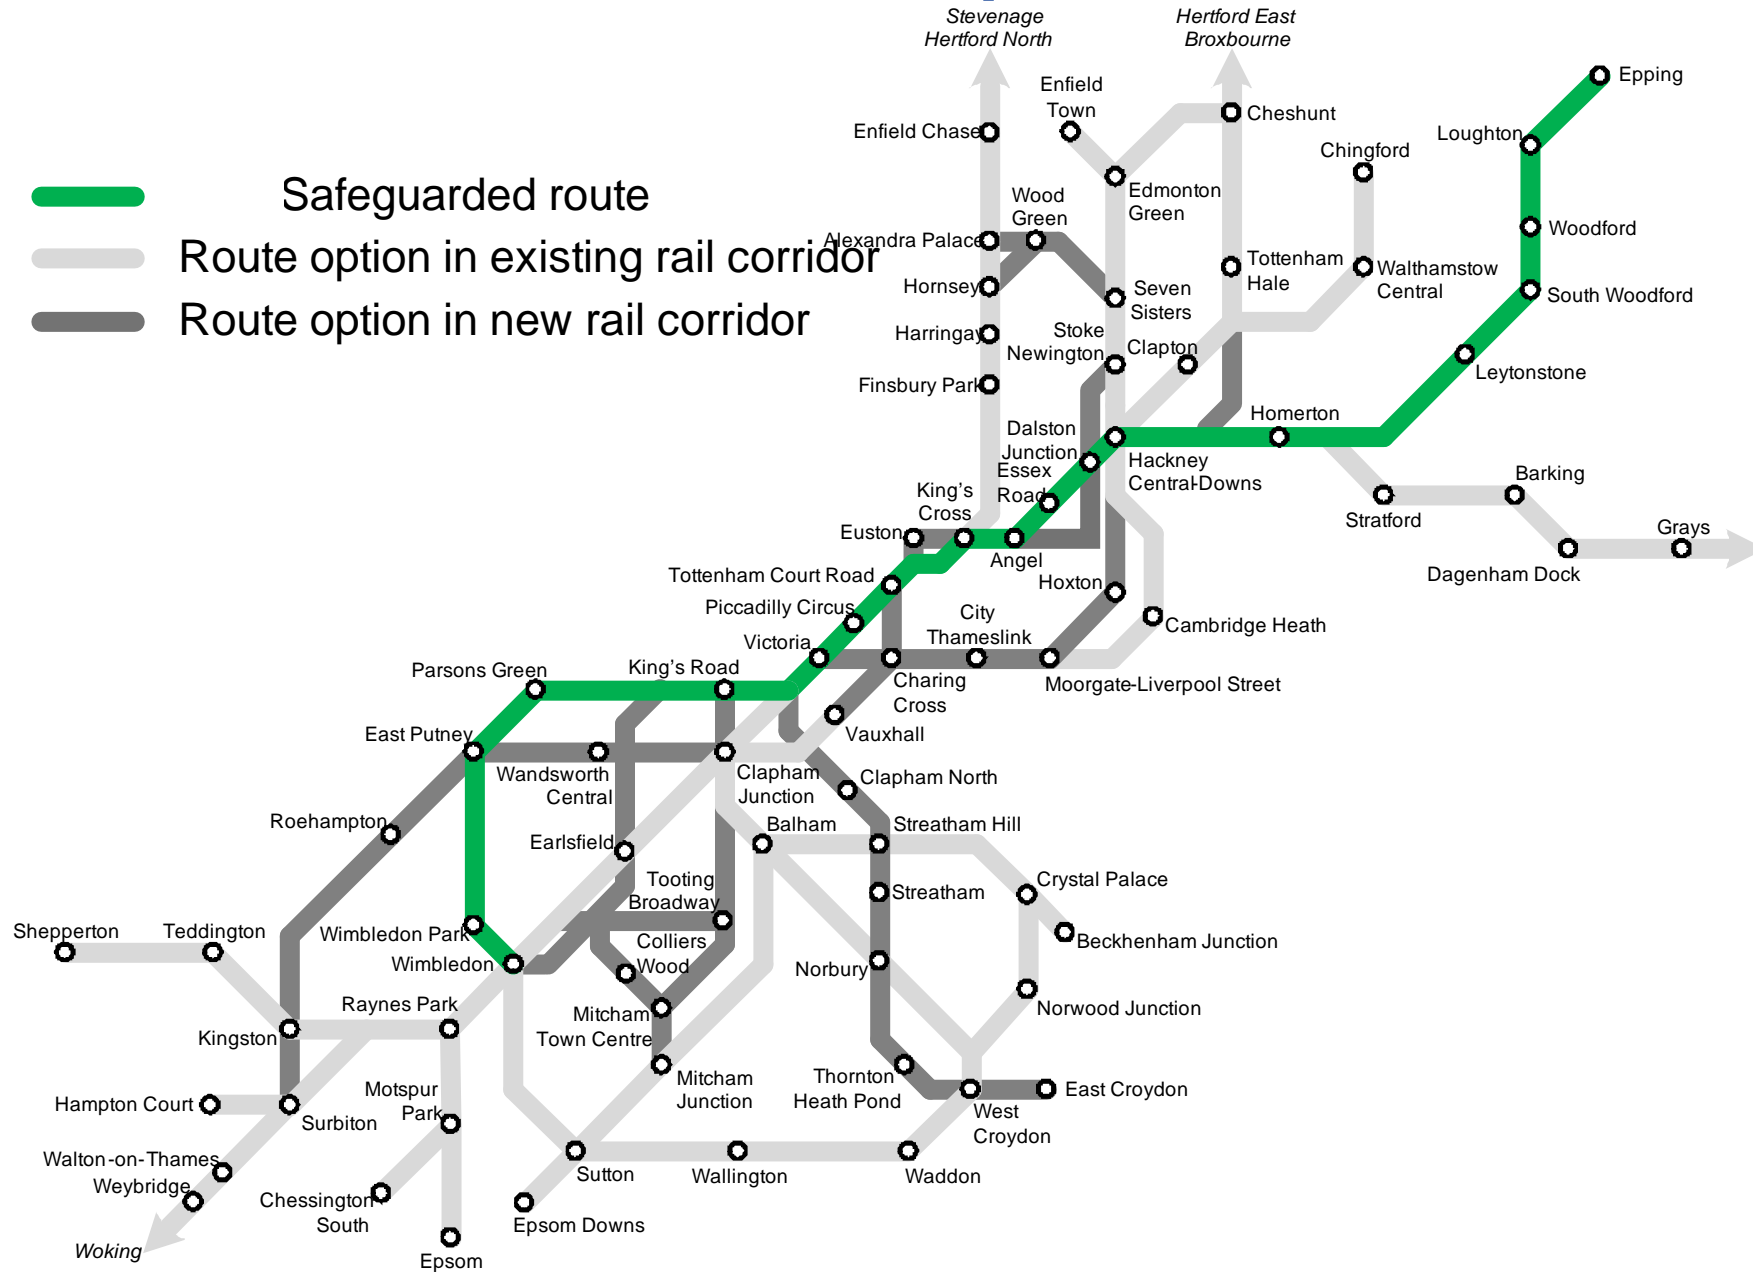 Stevenage
Hertford North
Hertford East
Broxbourne
Epping
Enfield
Town
Enfield Chase
Cheshunt
Loughton
Chingford
Safeguarded route
Edmonton
Green
Wood
Green
Woodford
Route option in existing rail corridor
Alexandra Palace
Tottenham
Hale
Walthamstow
Central
Hornsey
Seven
Sisters
South Woodford
Route option in new rail corridor
Harringay
Stoke
Newington
Clapton
Finsbury Park
Leytonstone
Homerton
Dalston
Junction
Hackney
Central-Downs
Essex
Road
Barking
King's
Cross
Stratford
Euston
Angel
Grays
Dagenham Dock
Tottenham Court Road
Hoxton
Piccadilly Circus
City
Thameslink
Cambridge Heath
Victoria
Parsons Green
King's Road
Charing
Cross
Moorgate-Liverpool Street
East Putney
Vauxhall
Wandsworth
Central
Clapham
Junction
Clapham North
Roehampton
Earlsfield
Balham
Streatham Hill
Tooting
Broadway
Streatham
Crystal Palace
Shepperton
Teddington
Wimbledon Park
Wimbledon
Colliers
Wood
Beckhenham Junction
Norbury
Raynes Park
Kingston
Mitcham
Town Centre
Norwood Junction
Motspur
Park
Mitcham
Junction
Thornton
Heath Pond
East Croydon
Hampton Court
Surbiton
West
Croydon
Walton-on-Thames
Weybridge
Sutton
Wallington
Waddon
Chessington
South
Epsom Downs
Woking
Epsom